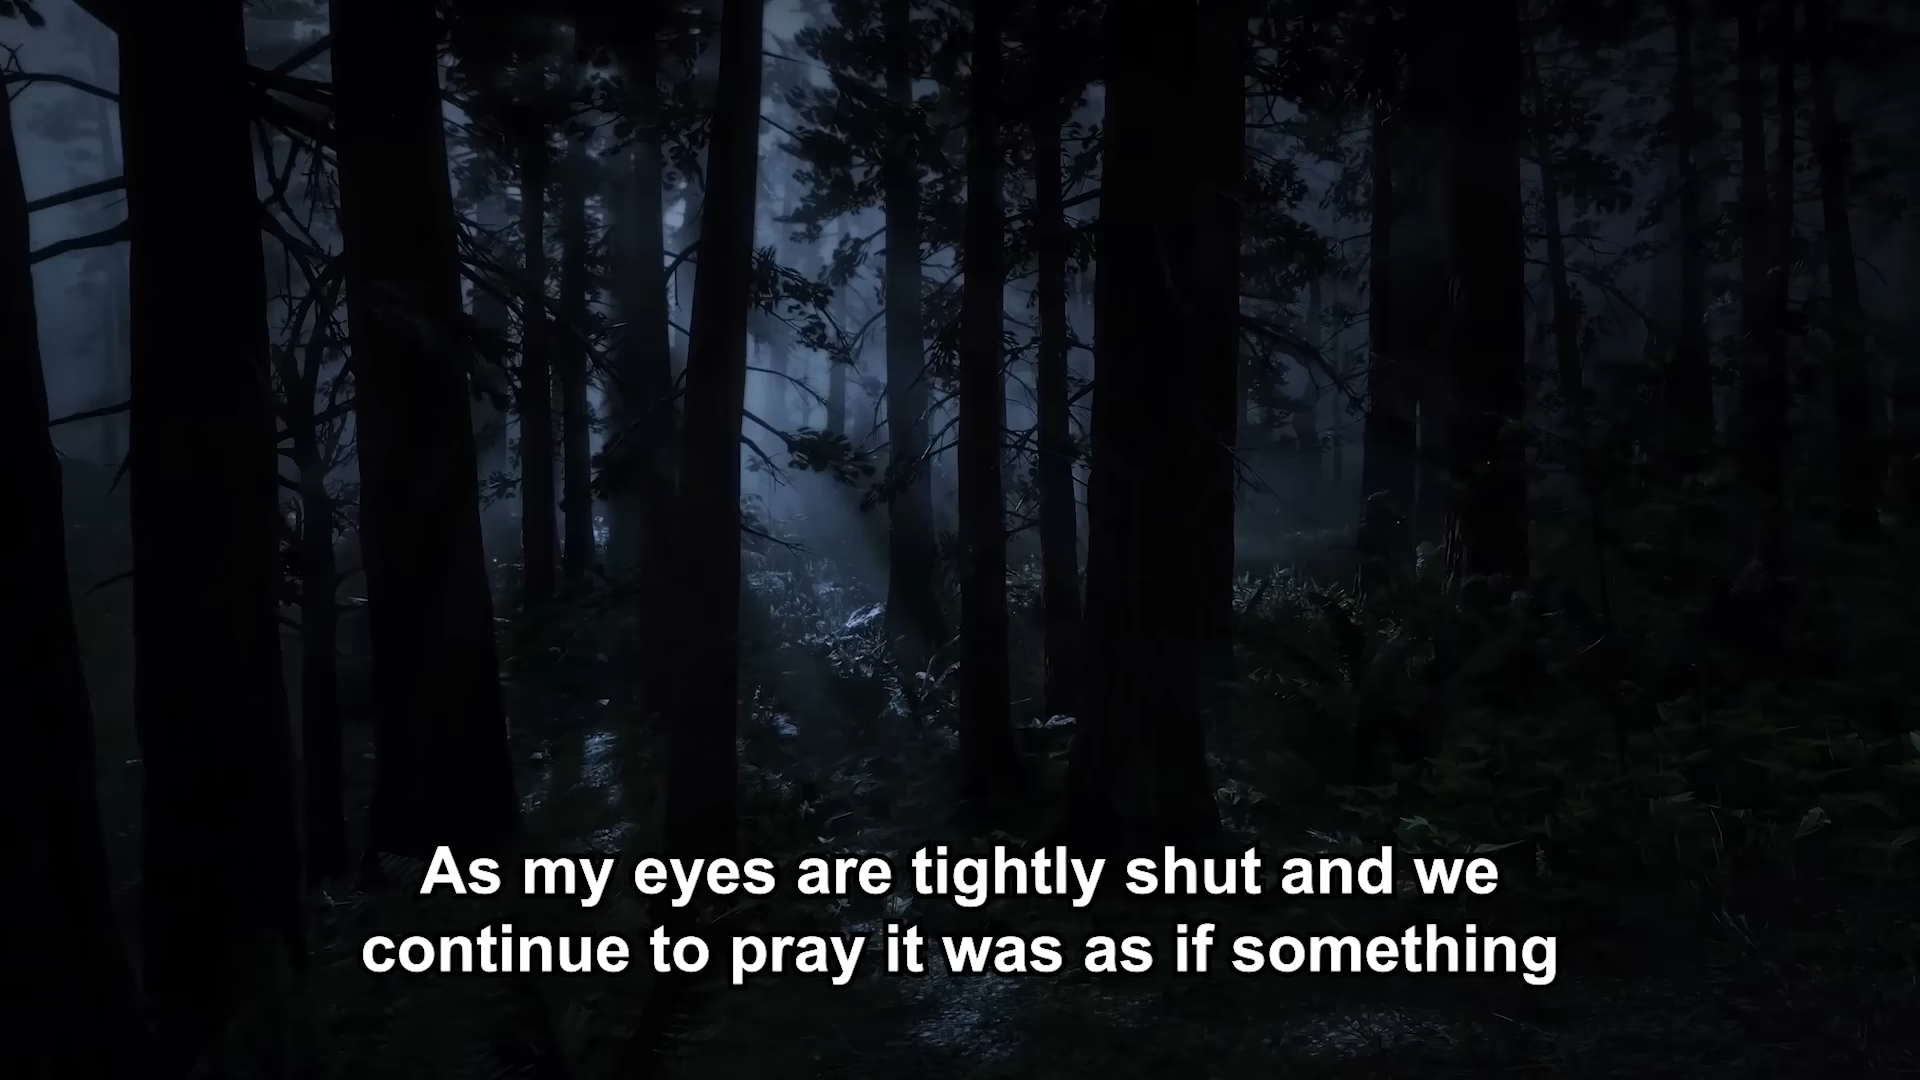 As my eyes are tightly shut and we
continue to pray it was as if something